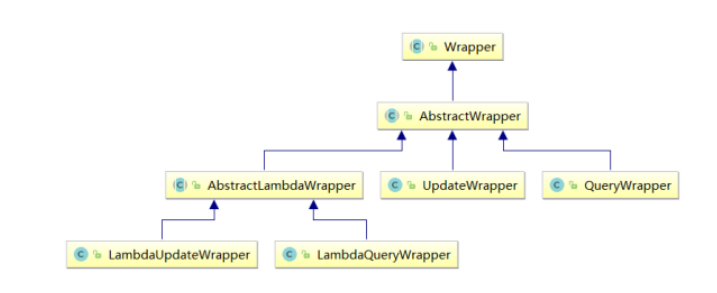 Wrapper
AbstractWrapper
AbstractLambdaWrapper
UpdateWrapper
QueryWrapper
LambdaUpdateWrapper
LambdaQueryWrapper